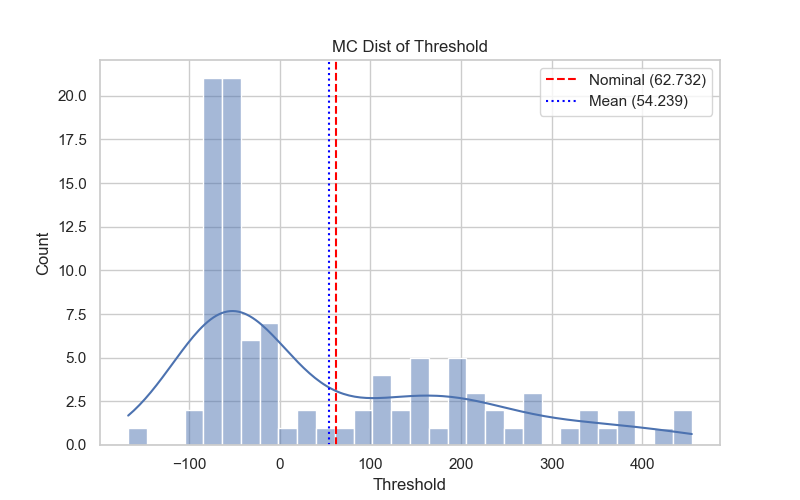 MC Dist of Threshold
Nominal (62.732)
Mean (54.239)
20.0
17.5
15.0
12.5
10.0
7.5
5.0
2.5
0.0
Count
−100 0 100 200 300 400
Threshold